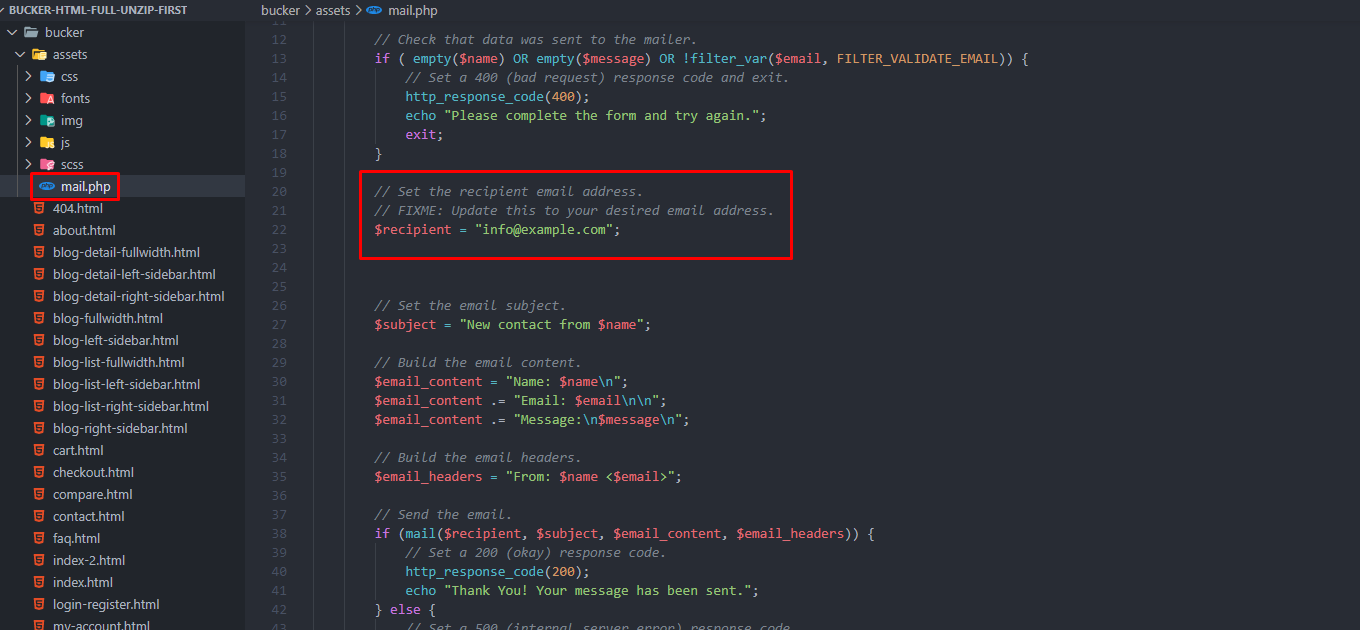 BUCKER-HTML-FULL-UNZIP-FIRST
bucker
assets
css
fonts
img
js
scss
mail.php
404.html
about.html
blog-detail-fullwidth.html
blog-detail-left-sidebar.html
blog-detail-right-sidebar.html
blog-fullwidth.html
blog-left-sidebar.html
blog-list-fullwidth.html
blog-list-left-sidebar.html
blog-list-right-sidebar.html
blog-right-sidebar.html
cart.html
checkout.html
compare.html
contact.html
faq.html
index-2.html
index.html
login-register.html
my-account.html
bucker > assets > mail.php
11
12 // Check that data was sent to the mailer.
13 if ( empty($name) OR empty($message) OR !filter_var($email, FILTER_VALIDATE_EMAIL)) {
14 // Set a 400 (bad request) response code and exit.
15 http_response_code(400);
16 echo "Please complete the form and try again.";
17 exit;
18 }
19
20 // Set the recipient email address.
21 // FIXME: Update this to your desired email address.
22 $recipient = "info@example.com";
23
24
25
26 // Set the email subject.
27 $subject = "New contact from $name";
28
29 // Build the email content.
30 $email_content = "Name: $name\n";
31 $email_content .= "Email: $email\n\n";
32 $email_content .= "Message:\n$message\n";
33
34 // Build the email headers.
35 $email_headers = "From: $name <$email>";
36
37 // Send the email.
38 if (mail($recipient, $subject, $email_content, $email_headers)) {
39 // Set a 200 (okay) response code.
40 http_response_code(200);
41 echo "Thank You! Your message has been sent.";
42 } else {
43 // Set a 500 (internal server error) response code